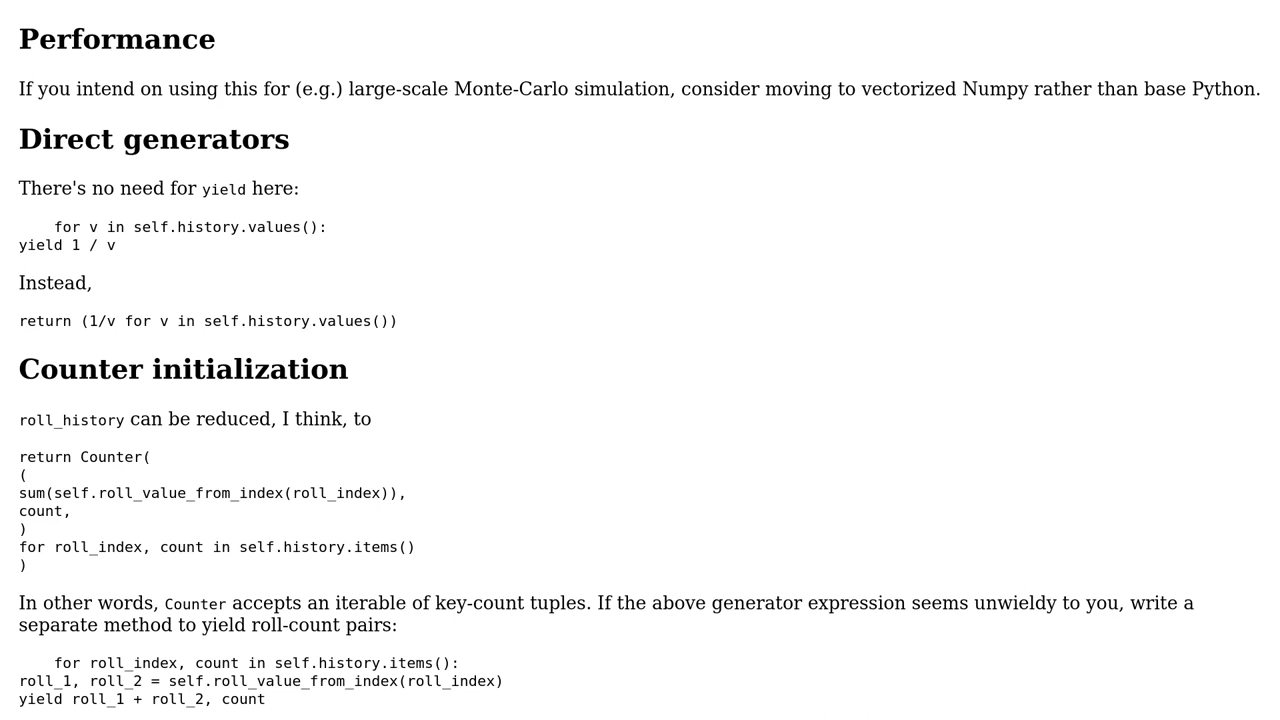 Performance
If you intend on using this for (e.g.) large-scale Monte-Carlo simulation, consider moving to vectorized Numpy rather than base Python.
Direct generators
There's no need for yield here:
    for v in self.history.values():
yield 1 / v
Instead,
return (1/v for v in self.history.values())
Counter initialization
roll_history can be reduced, I think, to
return Counter(
(
sum(self.roll_value_from_index(roll_index)),
count,
)
for roll_index, count in self.history.items()
)
In other words, Counter accepts an iterable of key-count tuples. If the above generator expression seems unwieldy to you, write a
separate method to yield roll-count pairs:
    for roll_index, count in self.history.items():
roll_1, roll_2 = self.roll_value_from_index(roll_index)
yield roll_1 + roll_2, count